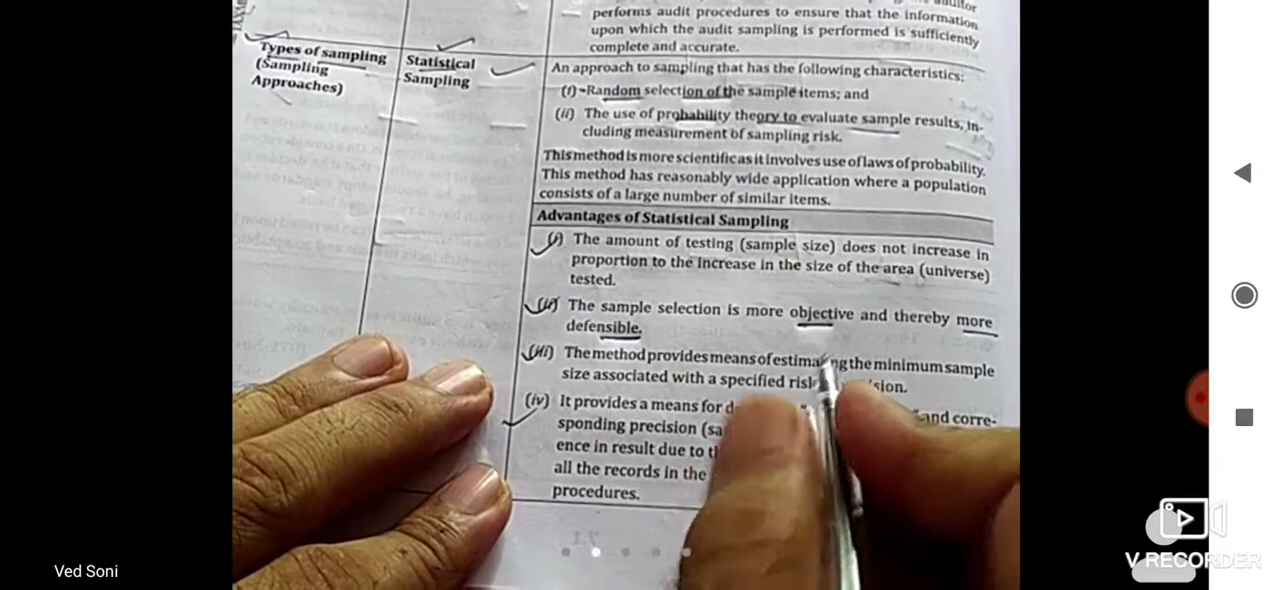 auditor
performs audit procedures to ensure that the information
upon which the audit sampling is performed is sufficiently
complete and accurate.
Types of sampling
(Sampling
Approaches)
Statistical
Sampling
An approach to sampling that has the following characteristics:
(i) Random selection of the sample items; and
(ii) The use of probability theory to evaluate sample results, in-
cluding measurement of sampling risk.
This method is more scientific as it involves use of laws of probability.
This method has reasonably wide application where a population
consists of a large number of similar items.
Advantages of Statistical Sampling
(i) The amount of testing (sample size) does not increase in
proportion to the increase in the size of the area (universe)
tested.
(ii) The sample selection is more objective and thereby more
defensible.
(iii) The method provides means of estimating the minimum sample
size associated with a specified risk
(iv) It provides a means for and corre-
sponding precision
ence in result due to
all the records in the
procedures.
Ved Soni
V RECORDER